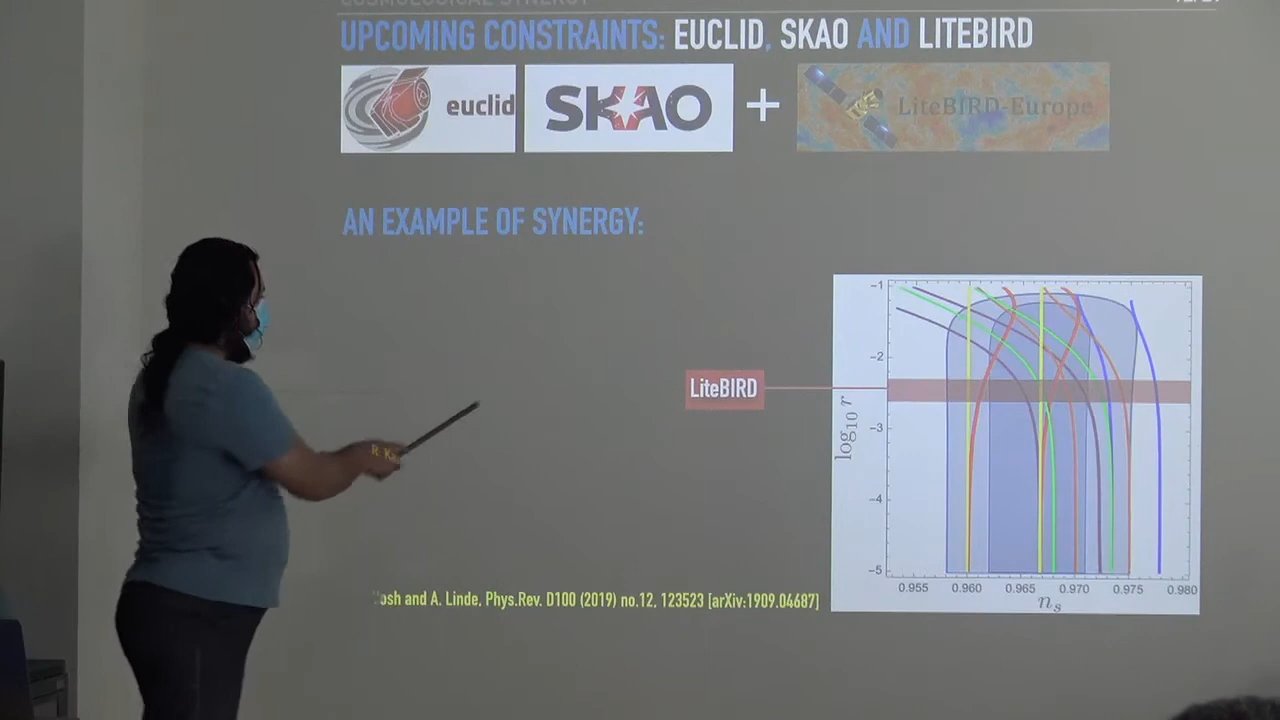 COSMOLOGICAL SYNERGY
UPCOMING CONSTRAINTS: EUCLID, SKAO AND LITEBIRD
euclid
SKAO
+
LiteBIRD-Europe
AN EXAMPLE OF SYNERGY:
LiteBIRD
log₁₀ r
-1
-2
-3
-4
-5
0.955 0.960 0.965 0.970 0.975 0.980
nₛ
R.
osh and A. Linde, Phys.Rev. D100 (2019) no.12, 123523 [arXiv:1909.04687]